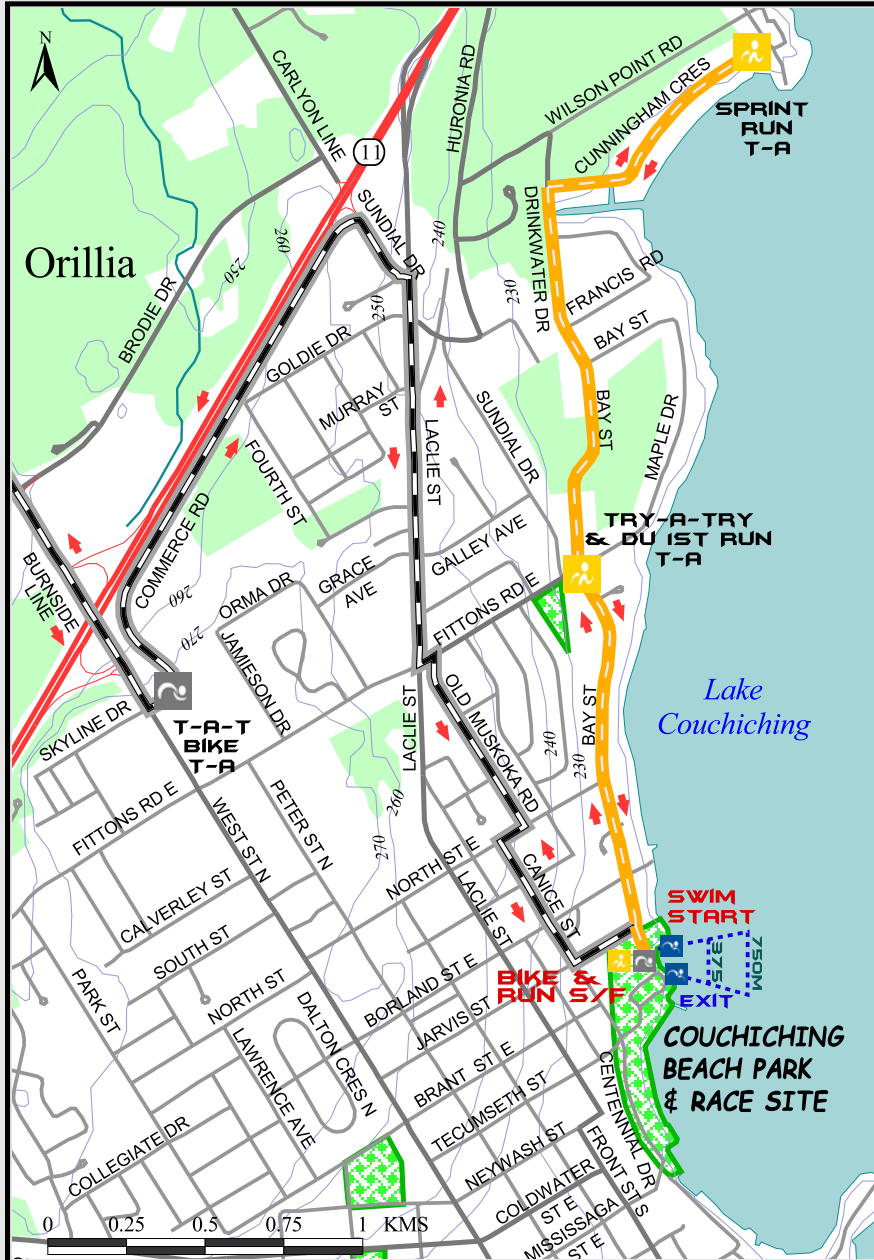 N
CARLYON LINE
11
HURONIA RD
WILSON POINT RD
CUNNINGHAM CRES
SPRINT
RUN
T-A
SUNDIAL DR
DRINKWATER DR
Orillia
BRODIE DR
250
260
250
240
230
FRANCIS RD
BAY ST
GOLDIE DR
MURRAY
ST
LACLIE ST
SUNDIAL DR
BAY ST
MAPLE DR
FOURTH ST
COMMERCE RD
TRY-A-TRY
& DU 1ST RUN
T-A
GALLEY AVE
GRACE
AVE
ORMA DR
FITTONS RD E
BURNSIDE
LINE
260
270
JAMIESON DR
LACLIE ST
OLD MUSKOKA RD
BAY ST
240
230
Lake
Couchiching
SKYLINE DR
T-A-T
BIKE
T-A
FITTONS RD E
WEST ST N
PETER ST N
260
270
NORTH ST E
CANICE ST
LACLIE ST
CALVERLEY ST
SOUTH ST
NORTH ST
PARK ST
SWIM
START
375
750M
EXIT
BIKE &
RUN S/F
BORLAND ST E
JARVIS ST
BRANT ST E
DALTON CRES N
LAWRENCE AVE
COUCHICHING
BEACH PARK
& RACE SITE
TECUMSETH ST
CENTENNIAL DR
NEYWASH ST
FRONT ST S
COLLEGIATE DR
COLDWATER
ST E
MISSISSAGA
ST E
0 0.25 0.5 0.75 1 KMS